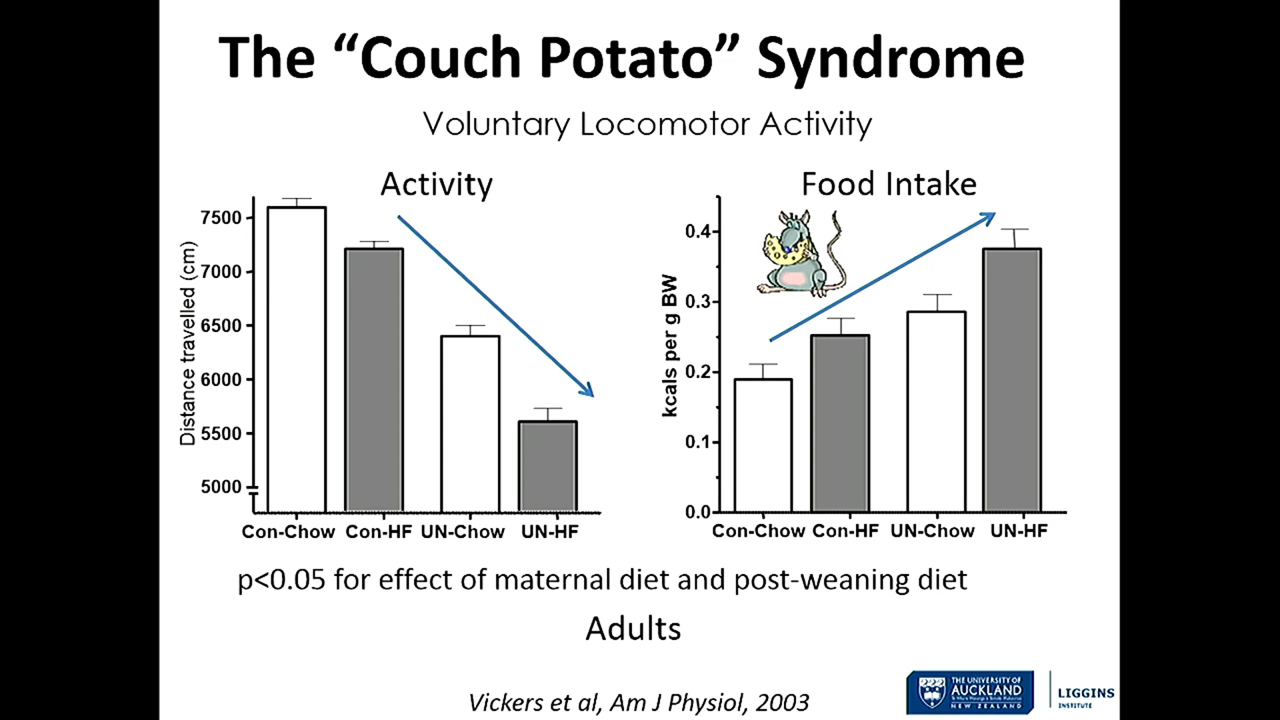 The “Couch Potato” Syndrome
Voluntary Locomotor Activity
Activity
Distance travelled (cm)
7500
7000
6500
6000
5500
5000
Con-Chow Con-HF UN-Chow UN-HF
Food Intake
kcals per g BW
0.4
0.3
0.2
0.1
0.0
Con-Chow Con-HF UN-Chow UN-HF
p<0.05 for effect of maternal diet and post-weaning diet
Adults
Vickers et al, Am J Physiol, 2003
THE UNIVERSITY OF
AUCKLAND
NEW ZEALAND
LIGGINS
INSTITUTE